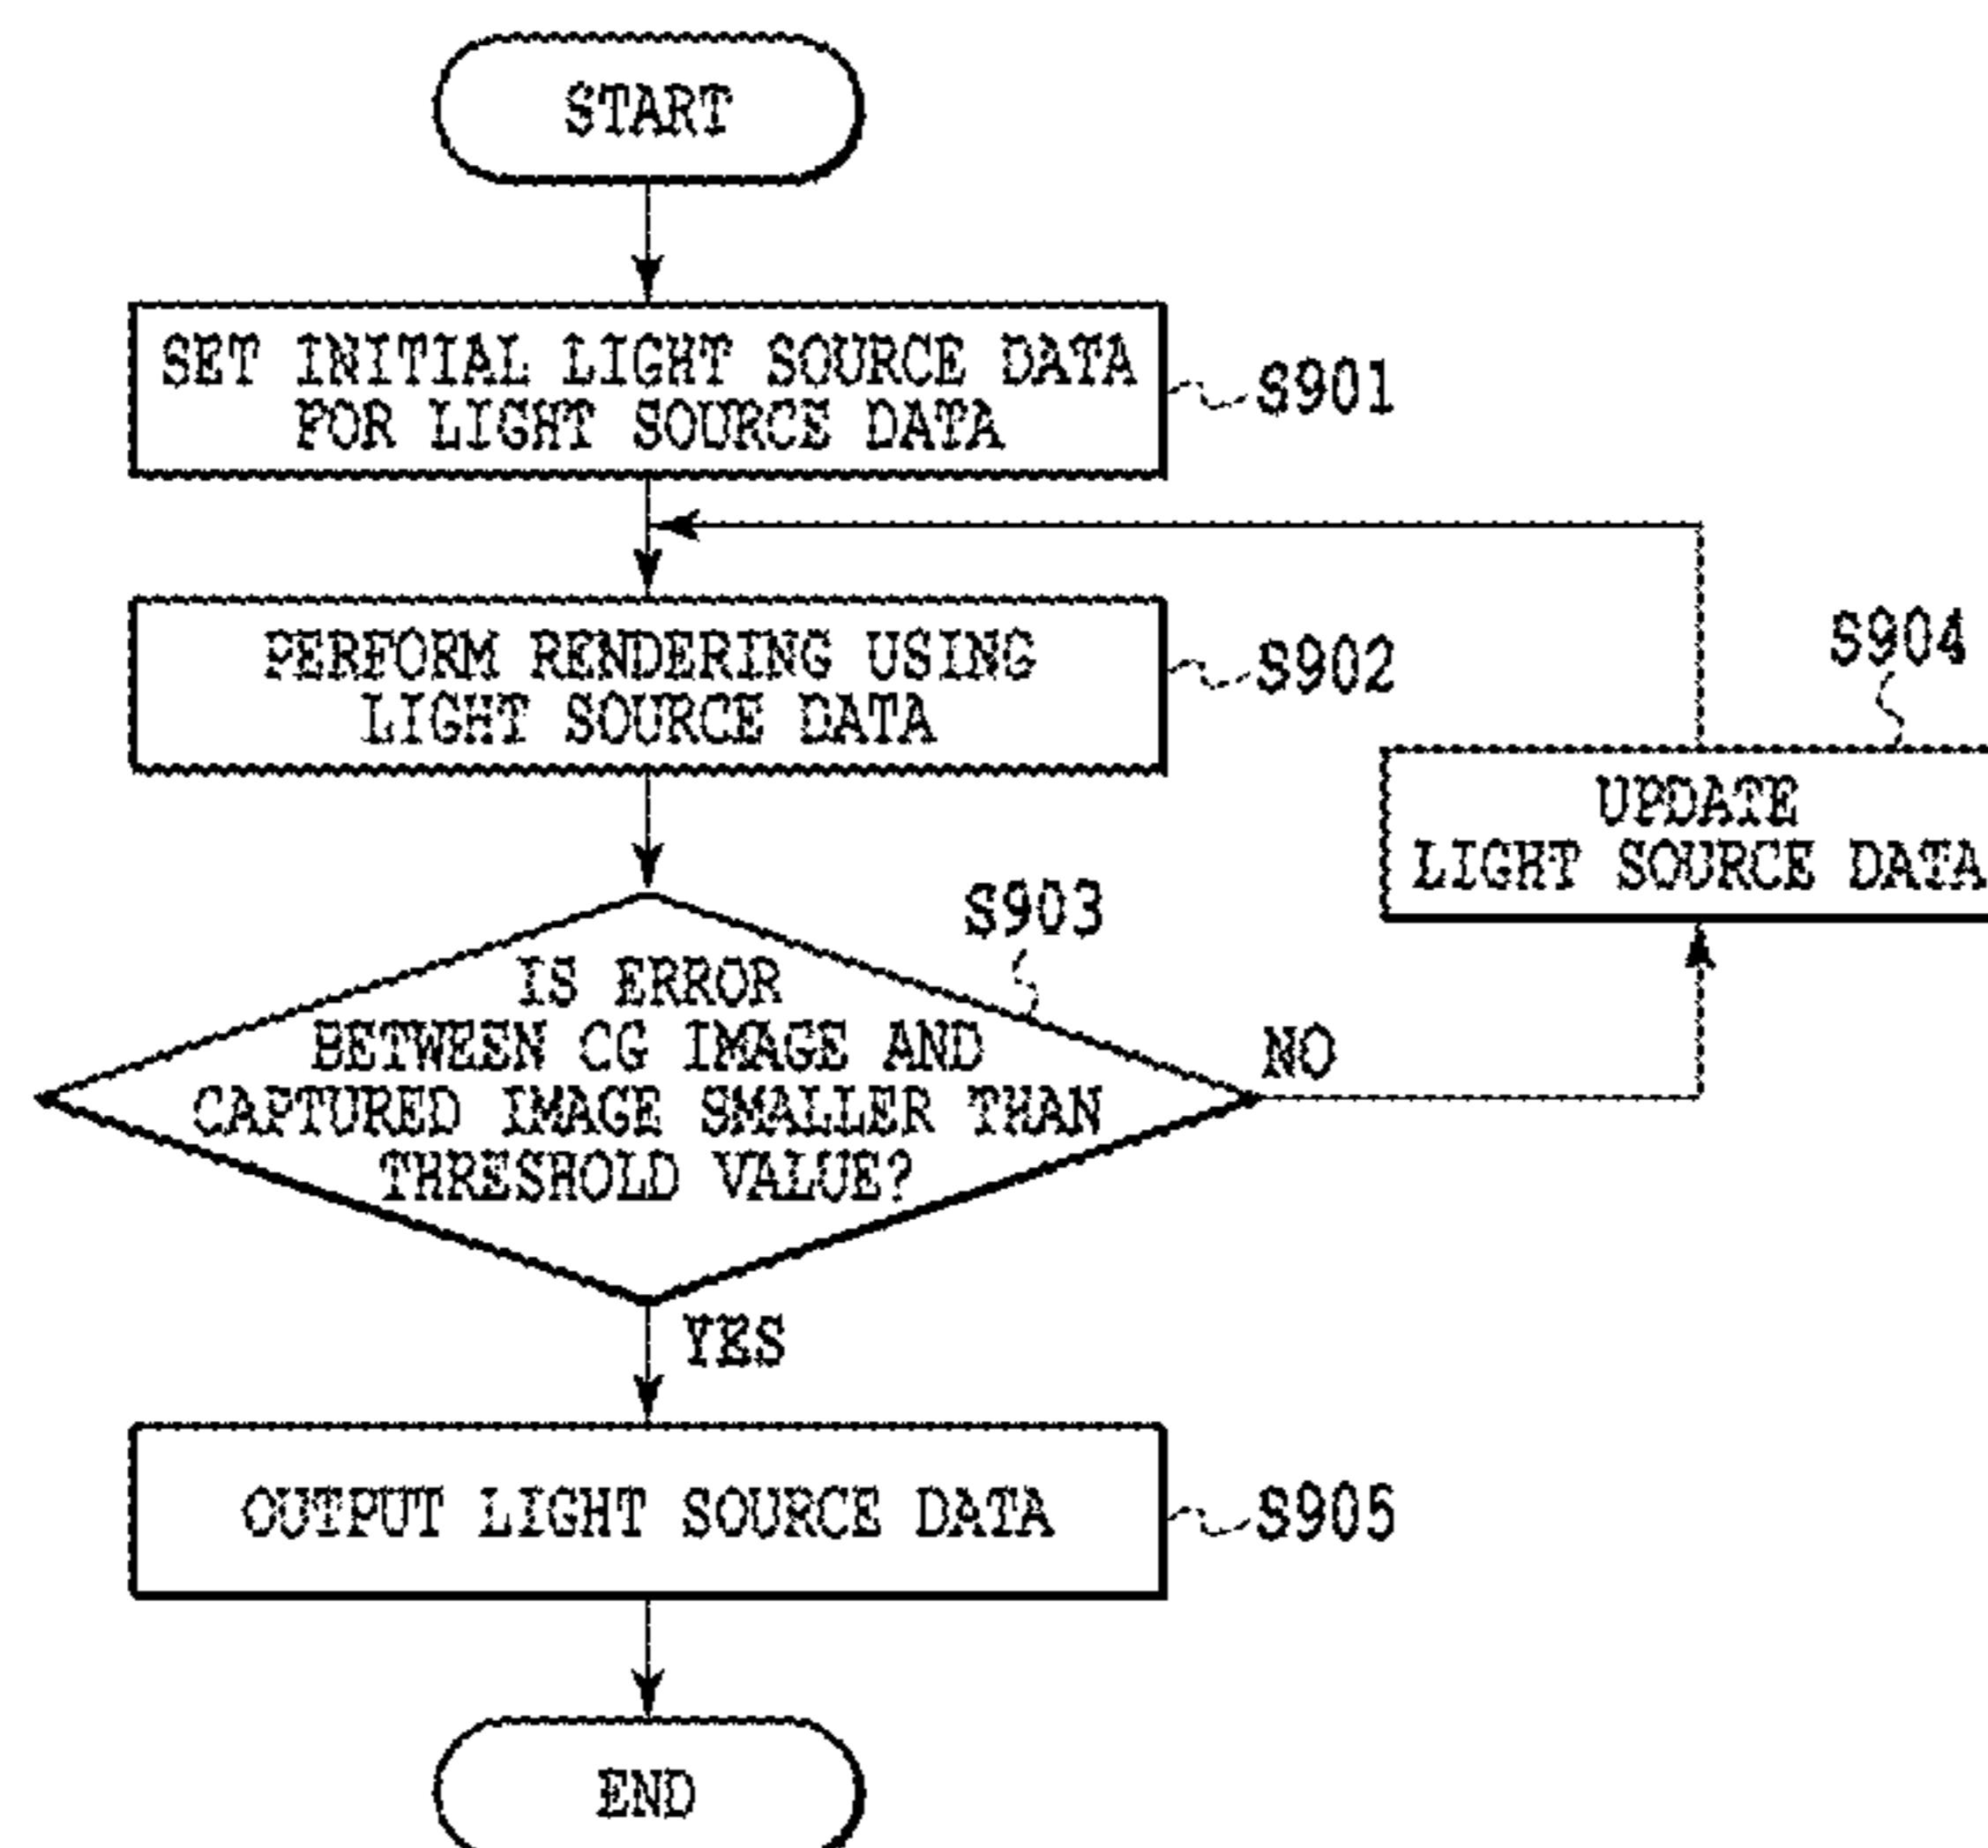 START
SET INITIAL LIGHT SOURCE DATA
FOR LIGHT SOURCE DATA
S901
PERFORM RENDERING USING
LIGHT SOURCE DATA
S902
S904
UPDATE
LIGHT SOURCE DATA
S903
IS ERROR
BETWEEN CG IMAGE AND
CAPTURED IMAGE SMALLER THAN
THRESHOLD VALUE?
NO
YES
OUTPUT LIGHT SOURCE DATA
S905
END